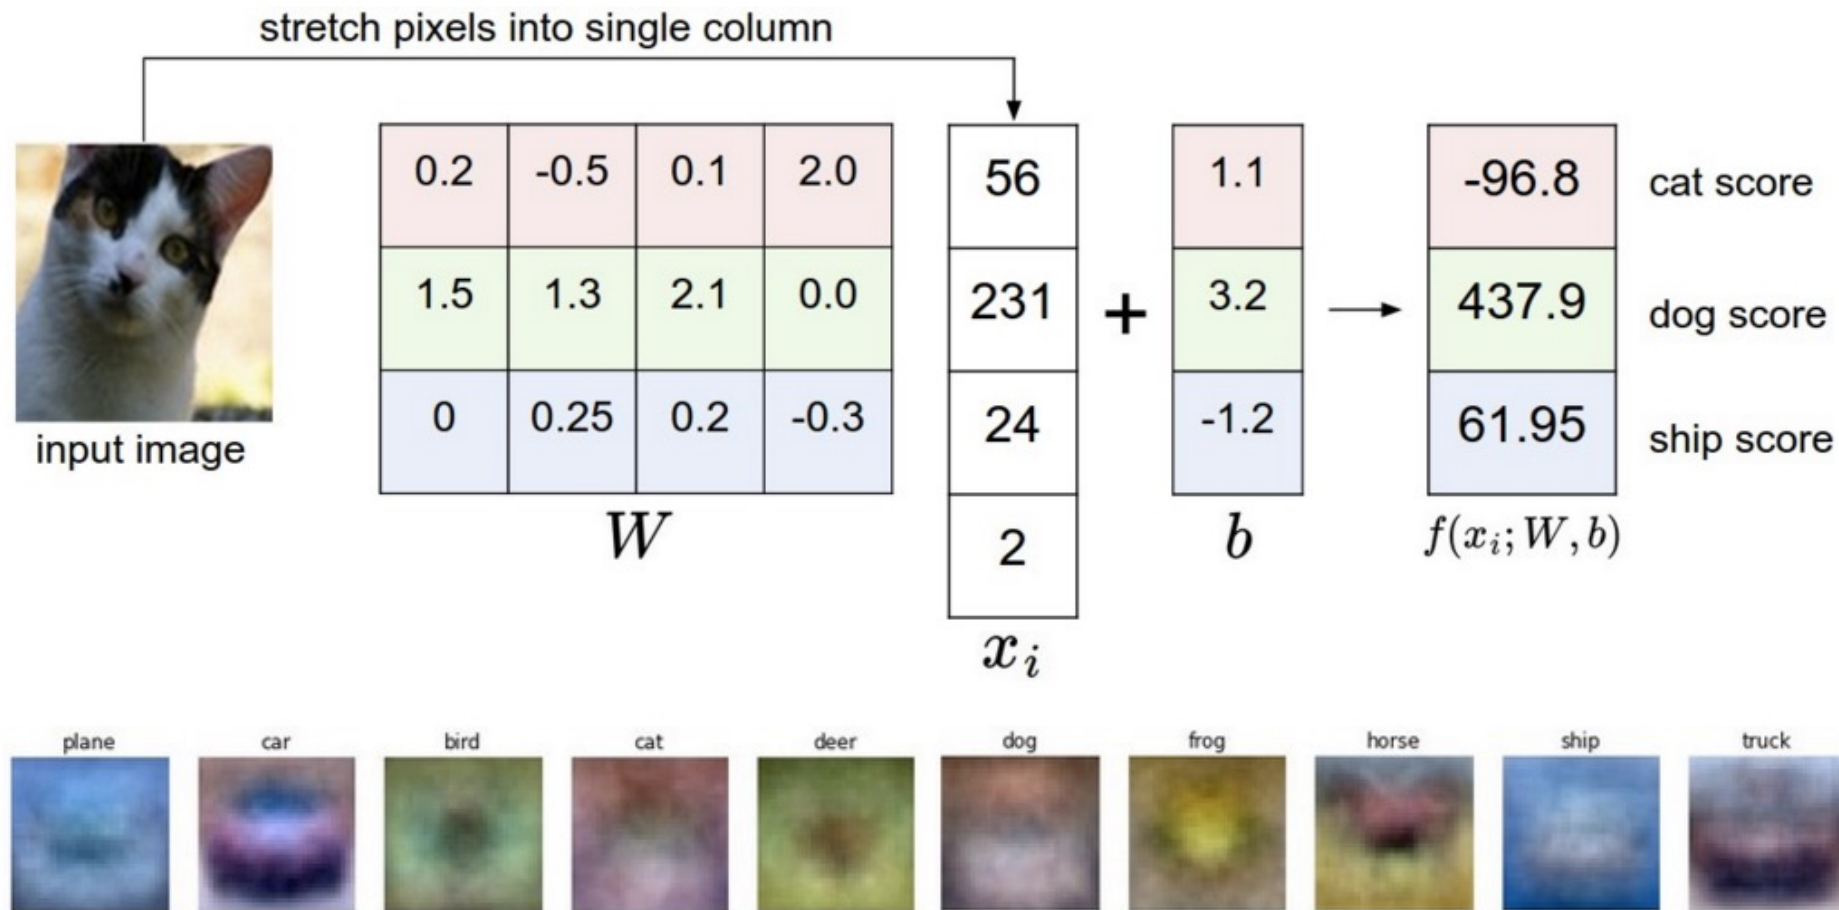 stretch pixels into single column
0.2 -0.5 0.1 2.0 56 1.1 -96.8 cat score
1.5 1.3 2.1 0.0 231 + 3.2 437.9 dog score
0 0.25 0.2 -0.3 24 -1.2 61.95 ship score
input image
2
W b f(x_i; W, b)
x_i
plane car bird cat deer dog frog horse ship truck